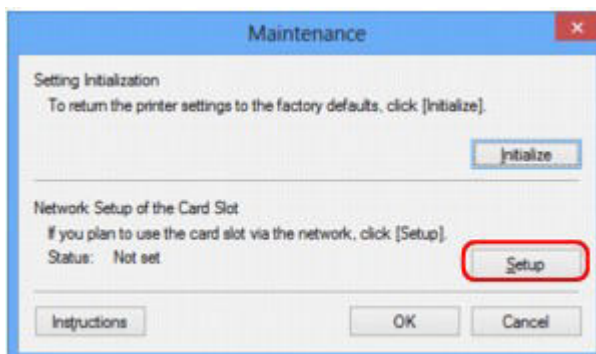 Maintenance
Setting Initialization
To return the printer settings to the factory defaults, click [Initialize].
Initialize
Network Setup of the Card Slot
If you plan to use the card slot via the network, click [Setup].
Status: Not set
Setup
Instructions
OK
Cancel